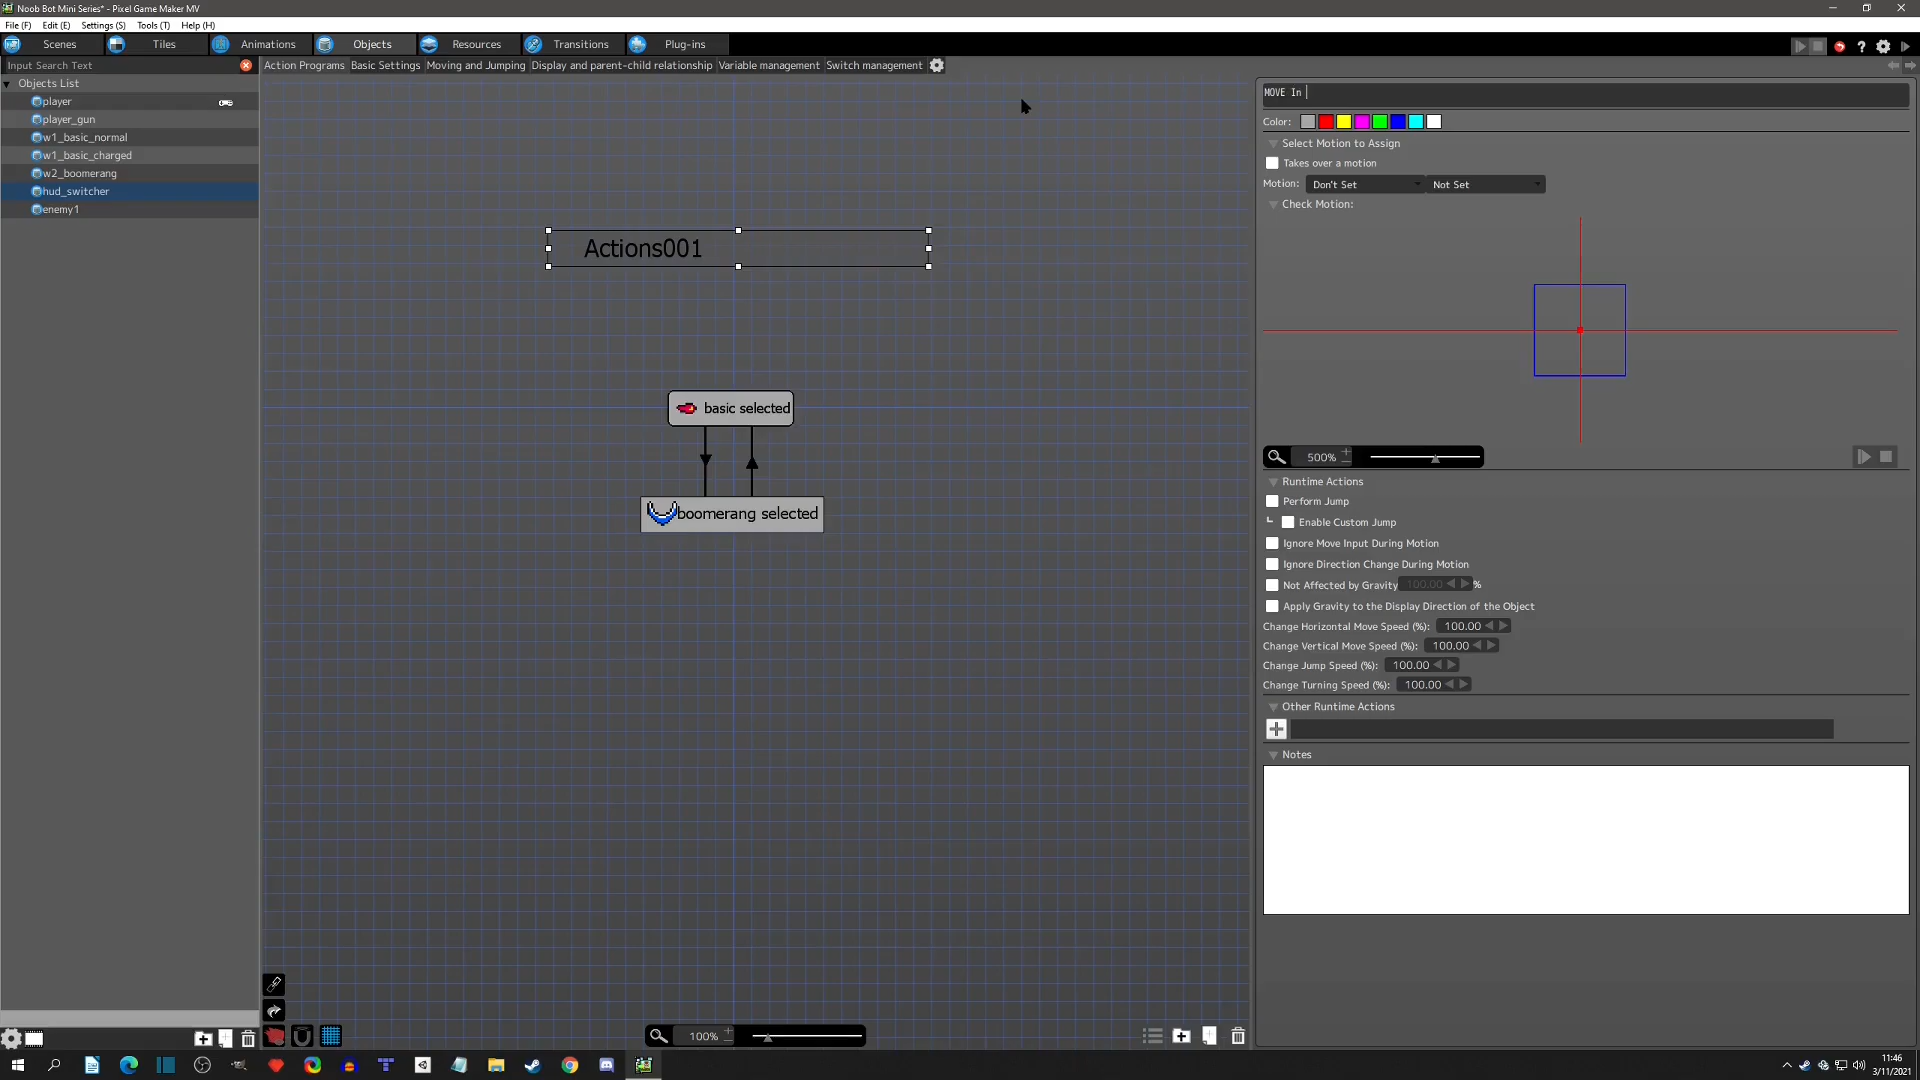 Noob Bot Mini Series* - Pixel Game Maker MV
File (F) Edit (E) Settings (S) Tools (T) Help (H)
Scenes Tiles Animations Objects Resources Transitions Plug-ins
Input Search Text
Action Programs Basic Settings Moving and Jumping Display and parent-child relationship Variable management Switch management
Objects List
player
player_gun
w1_basic_normal
w1_basic_charged
w2_boomerang
hud_switcher
enemy1
Actions001
basic selected
boomerang selected
100%
MOVE In
Color:
Select Motion to Assign
Takes over a motion
Motion: Don't Set Not Set
Check Motion:
500%
Runtime Actions
Perform Jump
Enable Custom Jump
Ignore Move Input During Motion
Ignore Direction Change During Motion
Not Affected by Gravity 100.00 %
Apply Gravity to the Display Direction of the Object
Change Horizontal Move Speed (%): 100.00
Change Vertical Move Speed (%): 100.00
Change Jump Speed (%): 100.00
Change Turning Speed (%): 100.00
Other Runtime Actions
Notes
11:46
3/11/2021